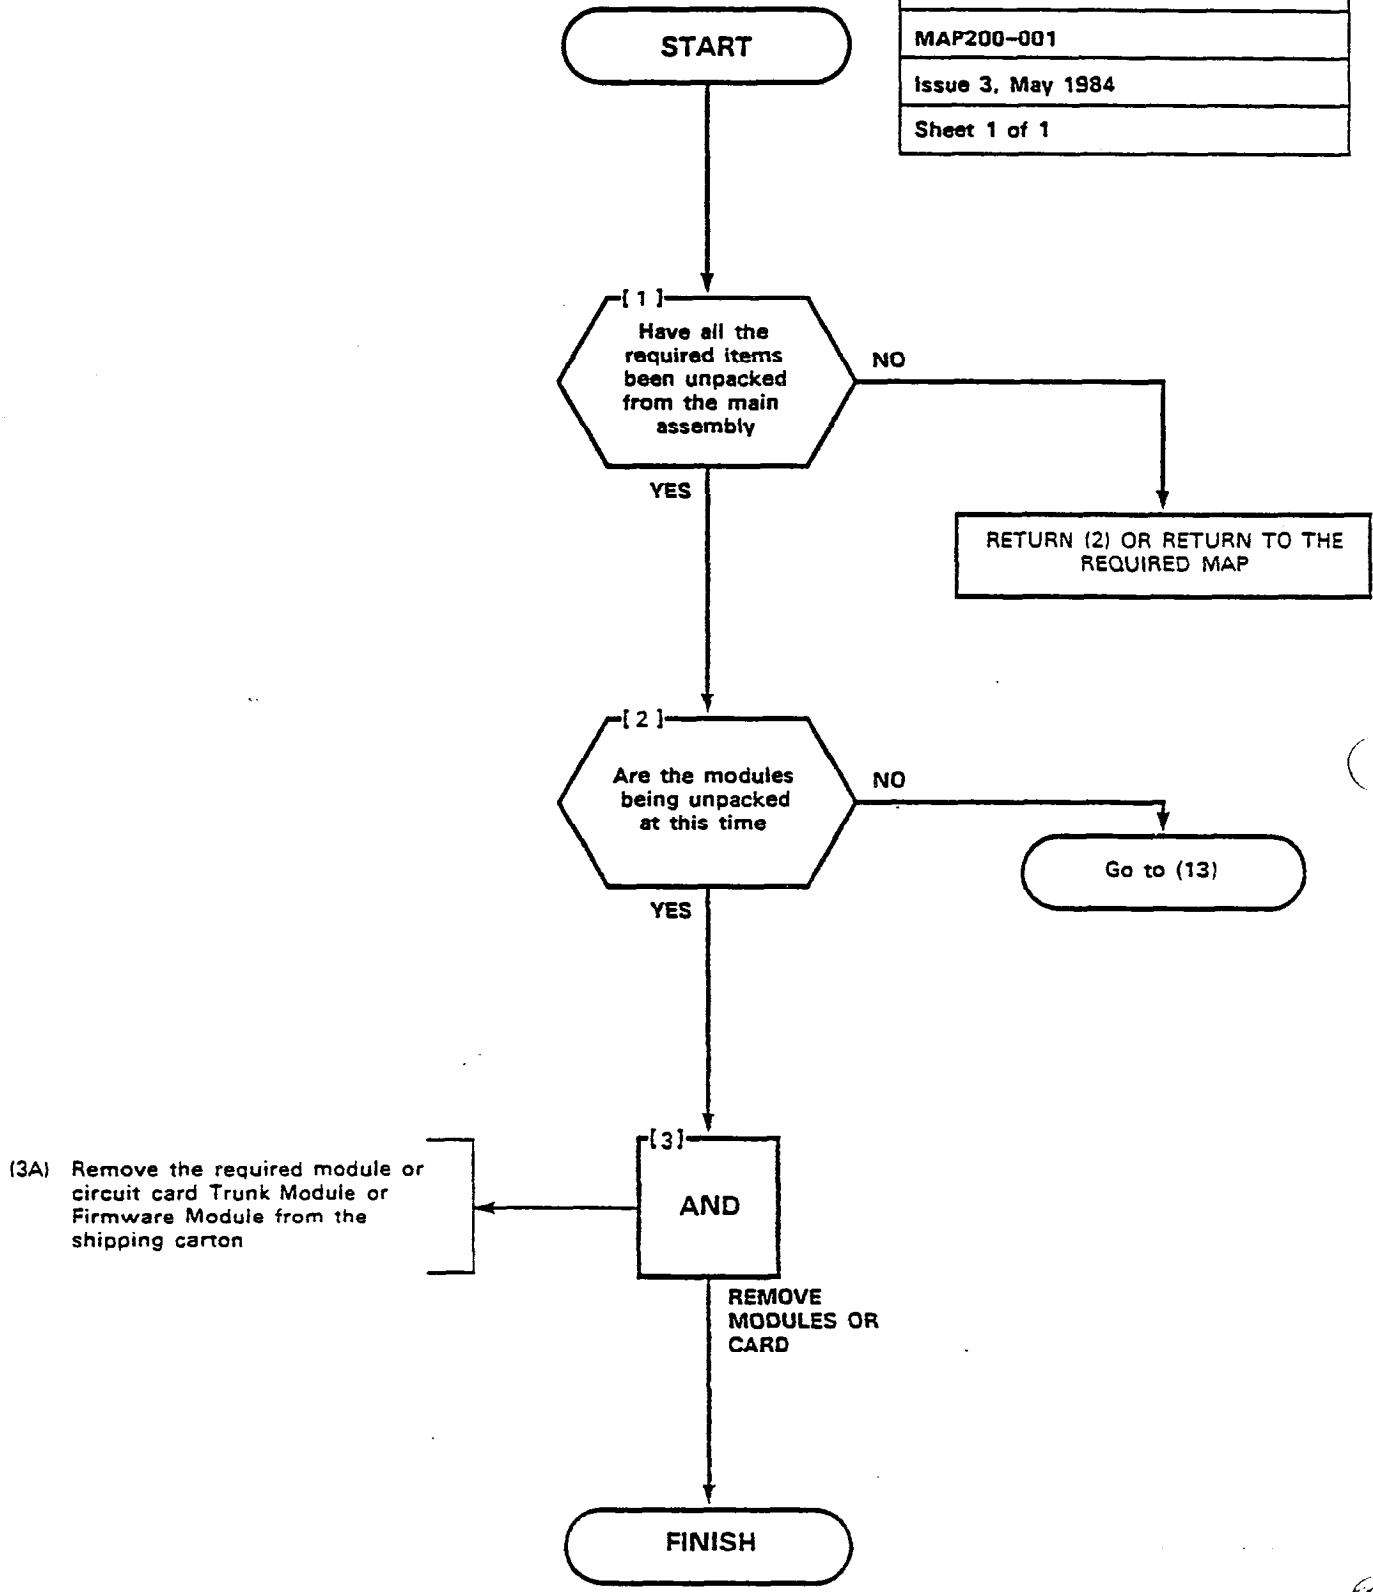 START
MAP200-001
Issue 3, May 1984
Sheet 1 of 1
[ 1 ]
Have all the
required items
been unpacked
from the main
assembly
NO
YES
RETURN (2) OR RETURN TO THE
REQUIRED MAP
[ 2 ]
Are the modules
being unpacked
at this time
NO
YES
Go to (13)
[3]
AND
(3A) Remove the required module or
circuit card Trunk Module or
Firmware Module from the
shipping carton
REMOVE
MODULES OR
CARD
FINISH